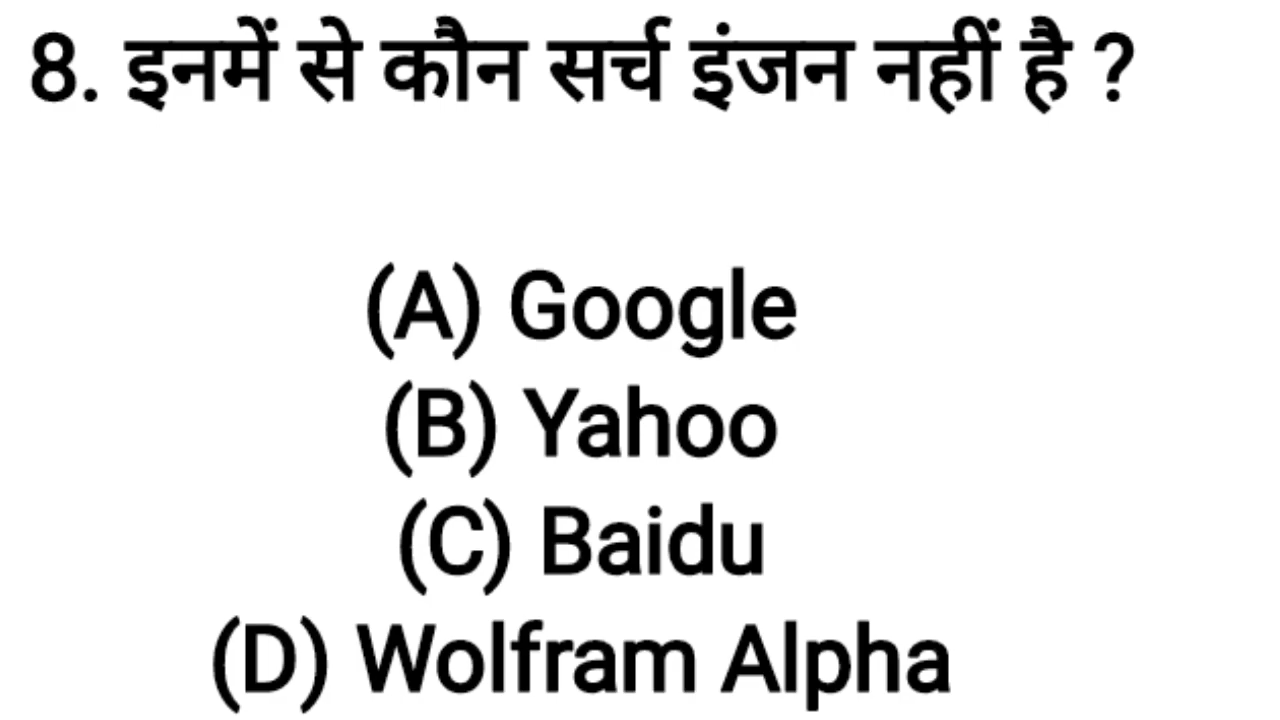 8. इनमें से कौन सर्च इंजन नहीं है ?
(A) Google
(B) Yahoo
(C) Baidu
(D) Wolfram Alpha